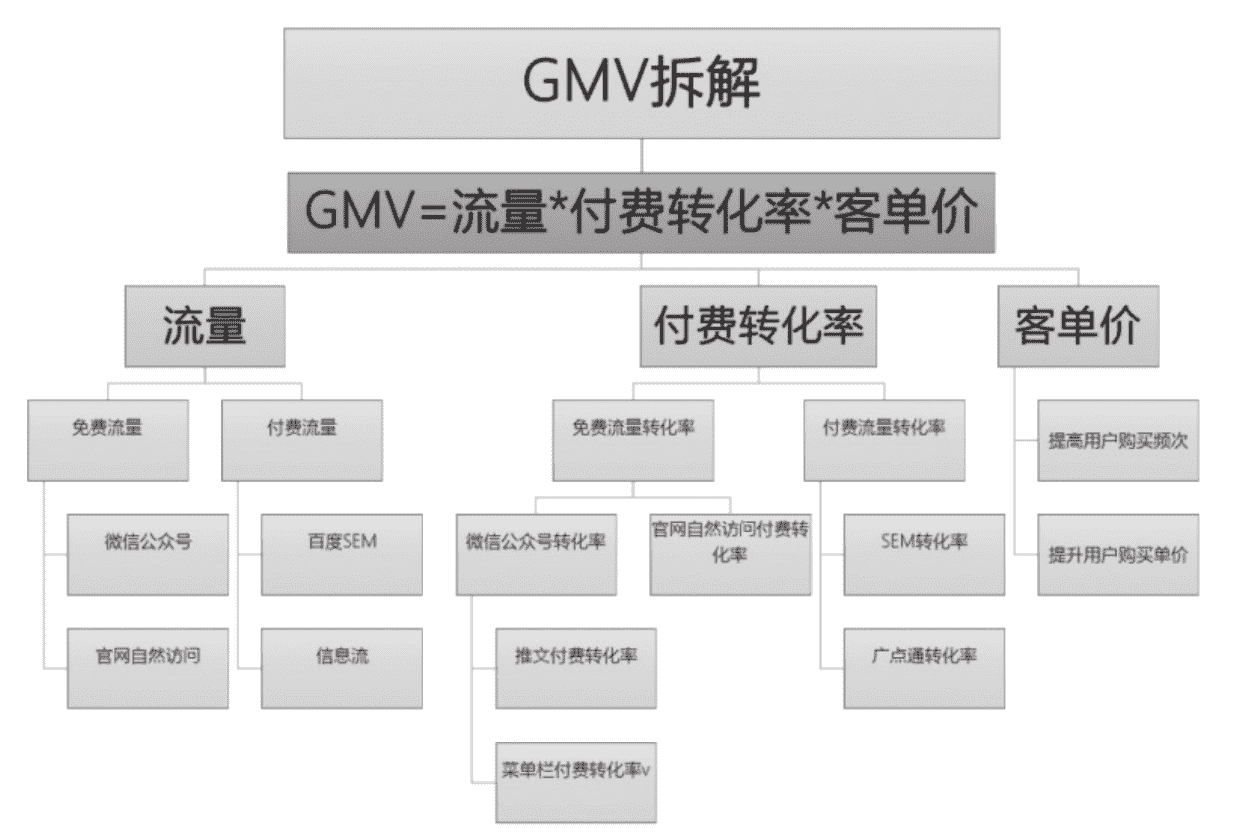 GMV拆解
GMV=流量*付费转化率*客单价
流量
付费转化率
客单价
免费流量
付费流量
免费流量转化率
付费流量转化率
提高用户购买频次
微信公众号
百度SEM
微信公众号转化率
官网自然访问付费转
化率
SEM转化率
提升用户购买单价
官网自然访问
信息流
推文付费转化率
广点通转化率
菜单栏付费转化率v